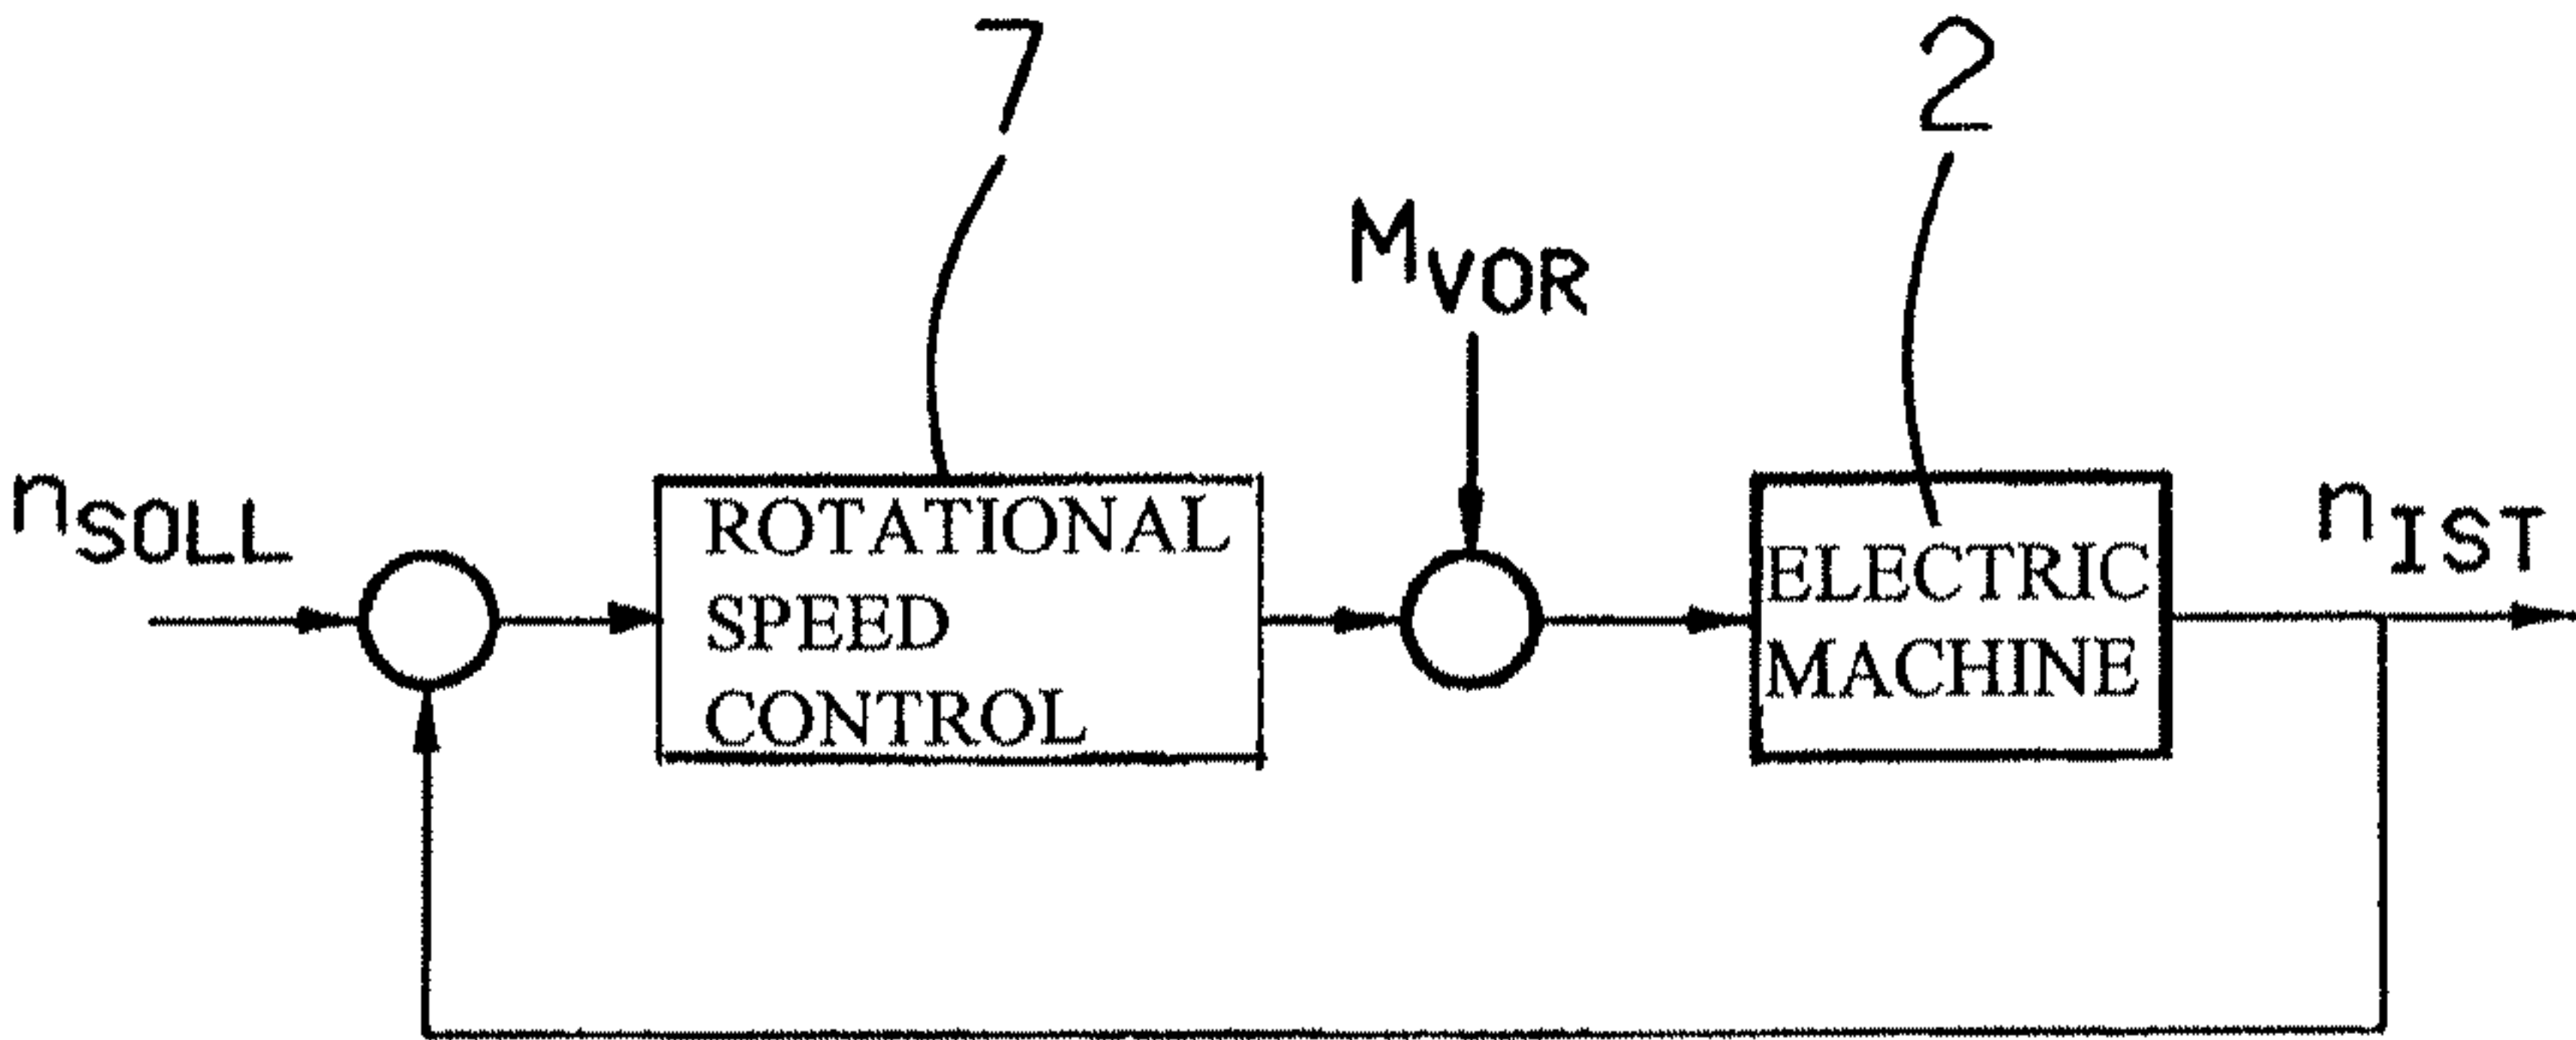 7
2
MVOR
nSOLL
ROTATIONAL
SPEED
CONTROL
ELECTRIC
MACHINE
nIST